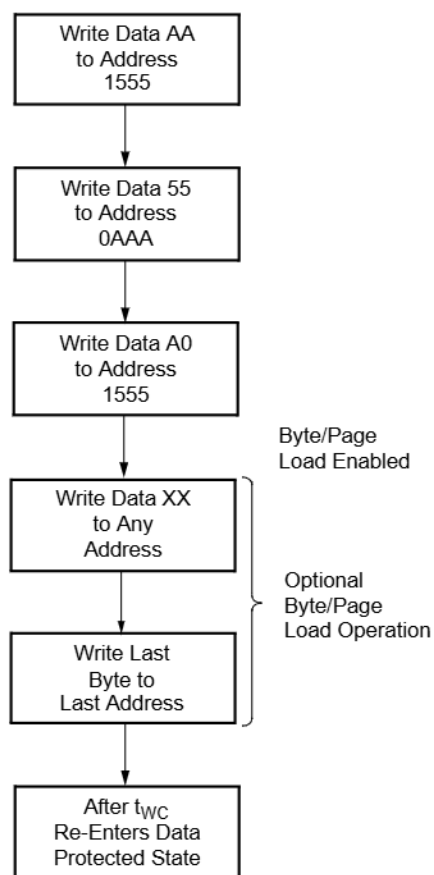 Write Data AA
to Address
1555
Write Data 55
to Address
0AAA
Write Data A0
to Address
1555
Byte/Page
Load Enabled
Write Data XX
to Any
Address
Optional
Byte/Page
Load Operation
Write Last
Byte to
Last Address
After tWC
Re-Enters Data
Protected State